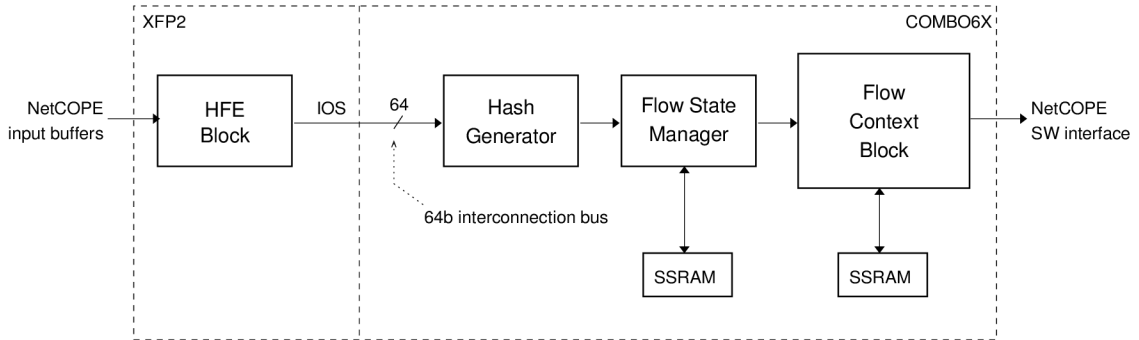 XFP2
COMBO6X
NetCOPE
input buffers
HFE
Block
IOS
64
Hash
Generator
Flow State
Manager
Flow
Context
Block
NetCOPE
SW interface
64b interconnection bus
SSRAM
SSRAM